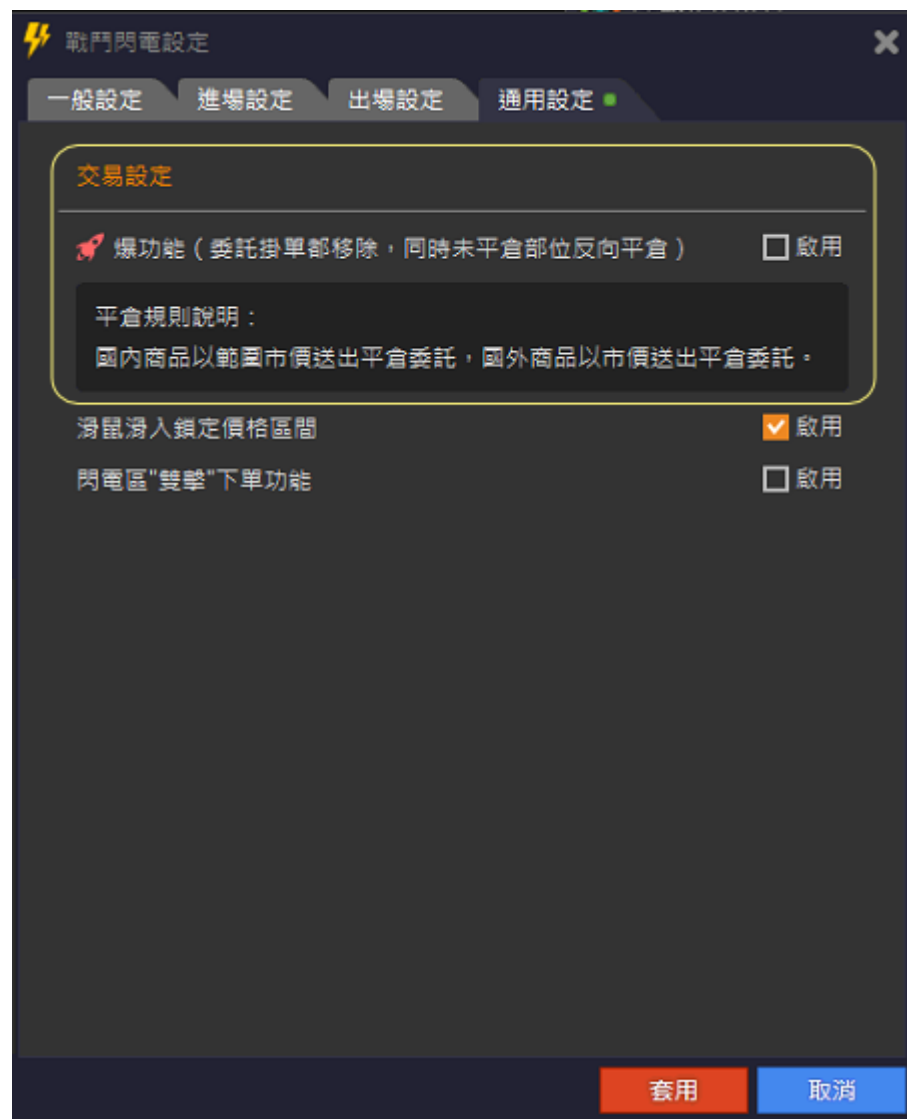 戰鬥閃電設定
一般設定 進場設定 出場設定 通用設定
交易設定
爆功能（委託掛單都移除，同時未平倉部位反向平倉） 啟用
平倉規則說明：
國內商品以範圍市價送出平倉委託，國外商品以市價送出平倉委託。
滑鼠滑入鎖定價格區間 啟用
閃電區"雙擊"下單功能 啟用
套用 取消